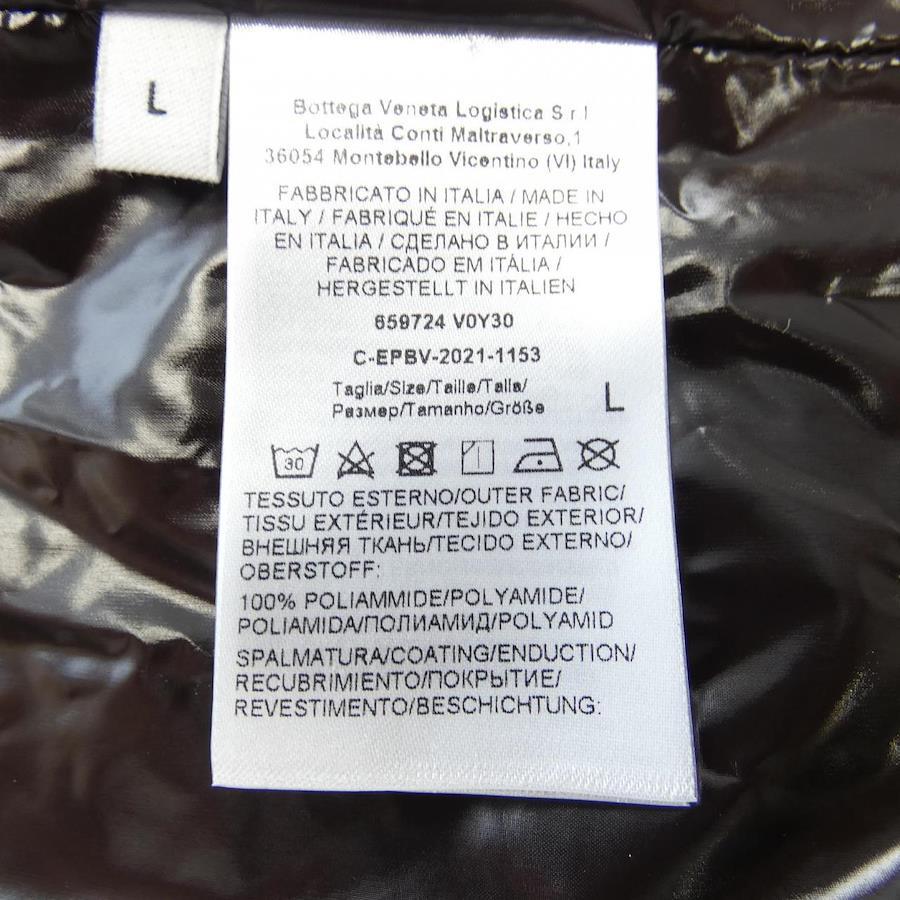 L
Bottega Veneta Logistica S r l
Località Conti Maltraverso,1
36054 Montebello Vicentino (VI) Italy
FABBRICATO IN ITALIA / MADE IN
ITALY / FABRIQUÉ EN ITALIE / HECHO
EN ITALIA / СДЕЛАНО В ИТАЛИИ /
FABRICADO EM ITÁLIA /
HERGESTELLT IN ITALIEN
659724 V0Y30
C-EPBV-2021-1153
Taglia/Size/Taille/Talla/
Размер/Tamanho/Größe L
30
TESSUTO ESTERNO/OUTER FABRIC/
TISSU EXTÉRIEUR/TEJIDO EXTERIOR/
ВНЕШНЯЯ ТКАНЬ/TECIDO EXTERNO/
OBERSTOFF:
100% POLIAMMIDE/POLYAMIDE/
POLIAMIDA/ПОЛИАМИД/POLYAMID
SPALMATURA/COATING/ENDUCTION/
RECUBRIMIENTO/ПОКРЫТИЕ/
REVESTIMENTO/BESCHICHTUNG: